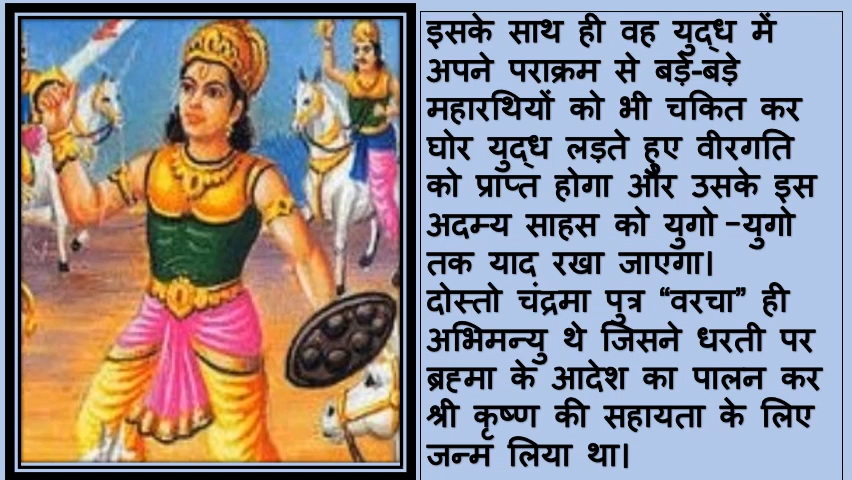 इसके साथ ही वह युद्ध में
अपने पराक्रम से बड़े-बड़े
महारथियों को भी चकित कर
घोर युद्ध लड़ते हुए वीरगति
को प्राप्त होगा और उसके इस
अदम्य साहस को युगो –युगो
तक याद रखा जाएगा।
दोस्तो चंद्रमा पुत्र “वरचा” ही
अभिमन्यु थे जिसने धरती पर
ब्रह्मा के आदेश का पालन कर
श्री कृष्ण की सहायता के लिए
जन्म लिया था।